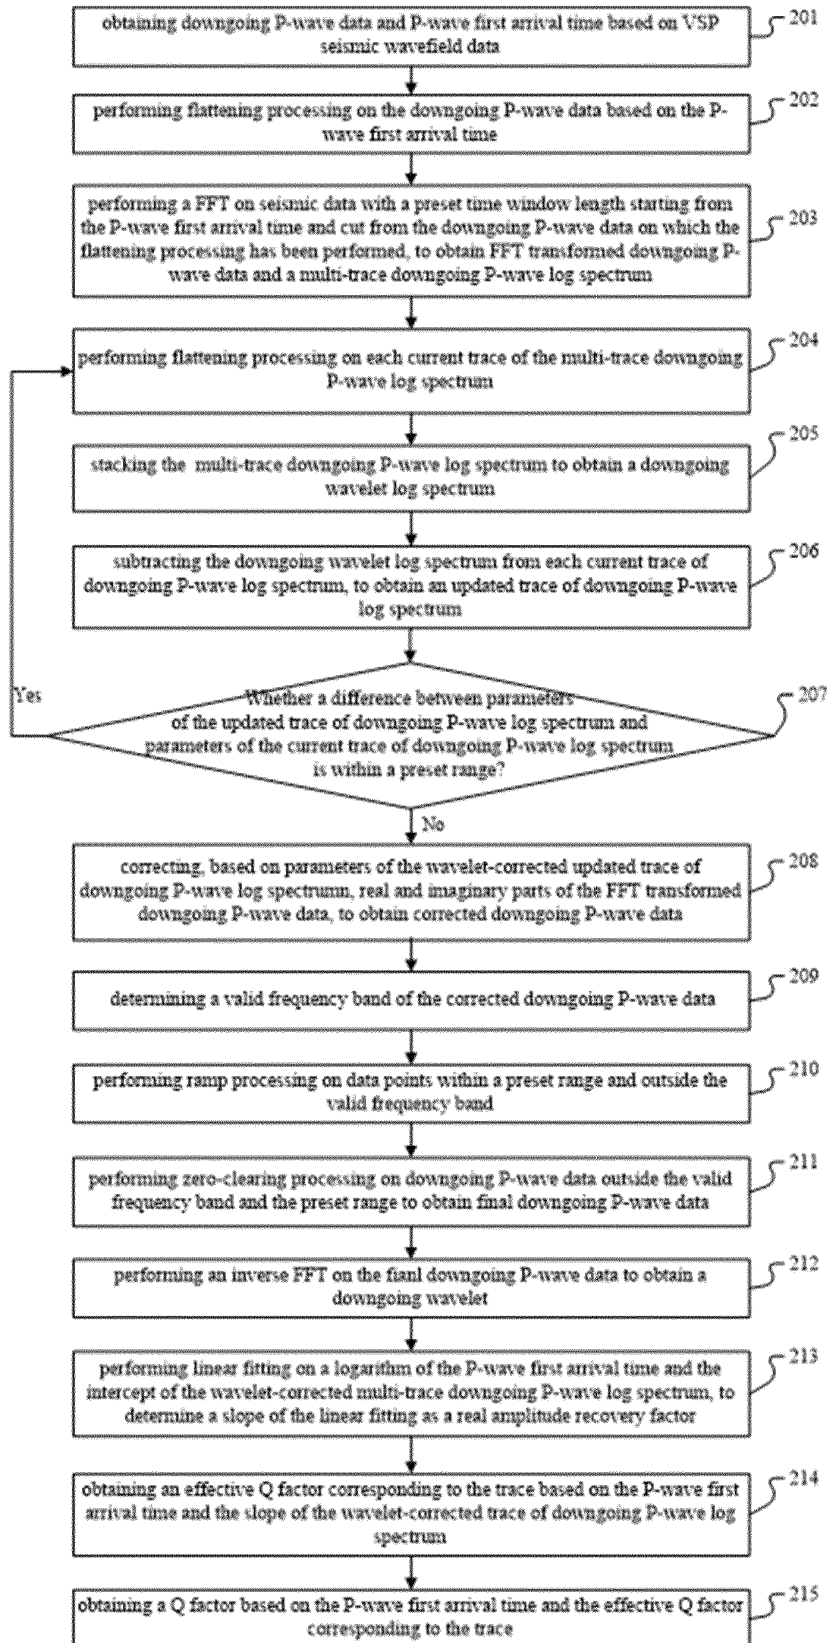 obtaining downgoing P-wave data and P-wave first arrival time based on VSP
seismic wavefield data
201
performing flattening processing on the downgoing P-wave data based on the P-
wave first arrival time
202
performing a FFT on seismic data with a preset time window length starting from
the P-wave first arrival time and cut from the downgoing P-wave data on which the
flattening processing has been performed, to obtain FFT transformed downgoing P-
wave data and a multi-trace downgoing P-wave log spectrum
203
performing flattening processing on each current trace of the multi-trace downgoing
P-wave log spectrum
204
stacking the multi-trace downgoing P-wave log spectrum to obtain a downgoing
wavelet log spectrum
205
subtracting the downgoing wavelet log spectrum from each current trace of
downgoing P-wave log spectrum, to obtain an updated trace of downgoing P-wave
log spectrum
206
Yes
Whether a difference between parameters
of the updated trace of downgoing P-wave log spectrum and
parameters of the current trace of downgoing P-wave log spectrum
is within a preset range?
207
No
correcting, based on parameters of the wavelet-corrected updated trace of
downgoing P-wave log spectrumn, real and imaginary parts of the FFT transformed
downgoing P-wave data, to obtain corrected downgoing P-wave data
208
determining a valid frequency band of the corrected downgoing P-wave data
209
performing ramp processing on data points within a preset range and outside the
valid frequency band
210
performing zero-clearing processing on downgoing P-wave data outside the valid
frequency band and the preset range to obtain final downgoing P-wave data
211
performing an inverse FFT on the fianl downgoing P-wave data to obtain a
downgoing wavelet
212
performing linear fitting on a logarithm of the P-wave first arrival time and the
intercept of the wavelet-corrected multi-trace downgoing P-wave log spectrum, to
determine a slope of the linear fitting as a real amplitude recovery factor
213
obtaining an effective Q factor corresponding to the trace based on the P-wave first
arrival time and the slope of the wavelet-corrected trace of downgoing P-wave log
spectrum
214
obtaining a Q factor based on the P-wave first arrival time and the effective Q factor
corresponding to the trace
215